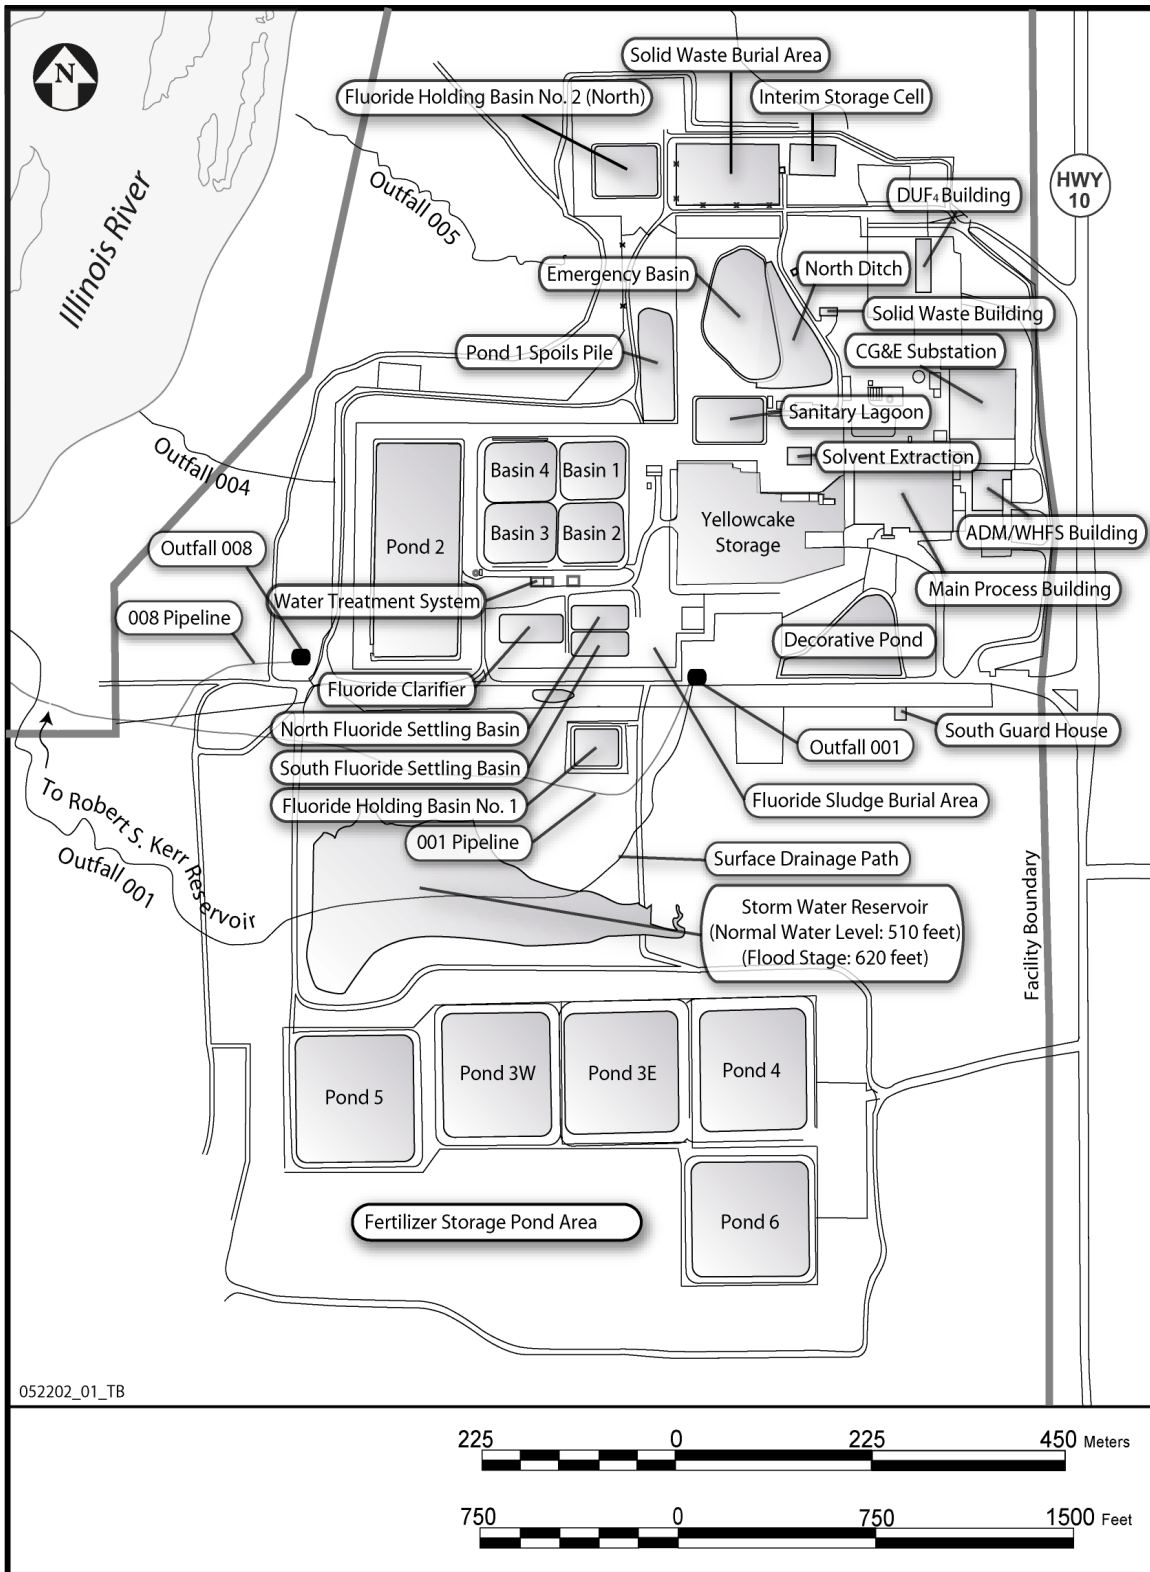 N
Solid Waste Burial Area
Fluoride Holding Basin No. 2 (North)
Interim Storage Cell
HWY
10
DUF₄ Building
Outfall 005
Illinois River
Emergency Basin
North Ditch
Solid Waste Building
Pond 1 Spoils Pile
CG&E Substation
Sanitary Lagoon
Outfall 004
Solvent Extraction
Basin 4
Basin 1
Basin 3
Basin 2
Pond 2
Yellowcake
Storage
ADM/WHFS Building
Outfall 008
Main Process Building
Water Treatment System
008 Pipeline
Decorative Pond
Fluoride Clarifier
North Fluoride Settling Basin
South Guard House
Outfall 001
South Fluoride Settling Basin
Fluoride Holding Basin No. 1
Fluoride Sludge Burial Area
001 Pipeline
To Robert S. Kerr Reservoir
Outfall 001
Surface Drainage Path
Storm Water Reservoir
(Normal Water Level: 510 feet)
(Flood Stage: 620 feet)
Facility Boundary
Pond 5
Pond 3W
Pond 3E
Pond 4
Fertilizer Storage Pond Area
Pond 6
052202_01_TB
225 0 225 450 Meters
750 0 750 1500 Feet